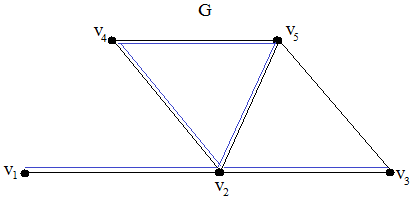 G
v₄ v₅
v₁ v₂ v₃